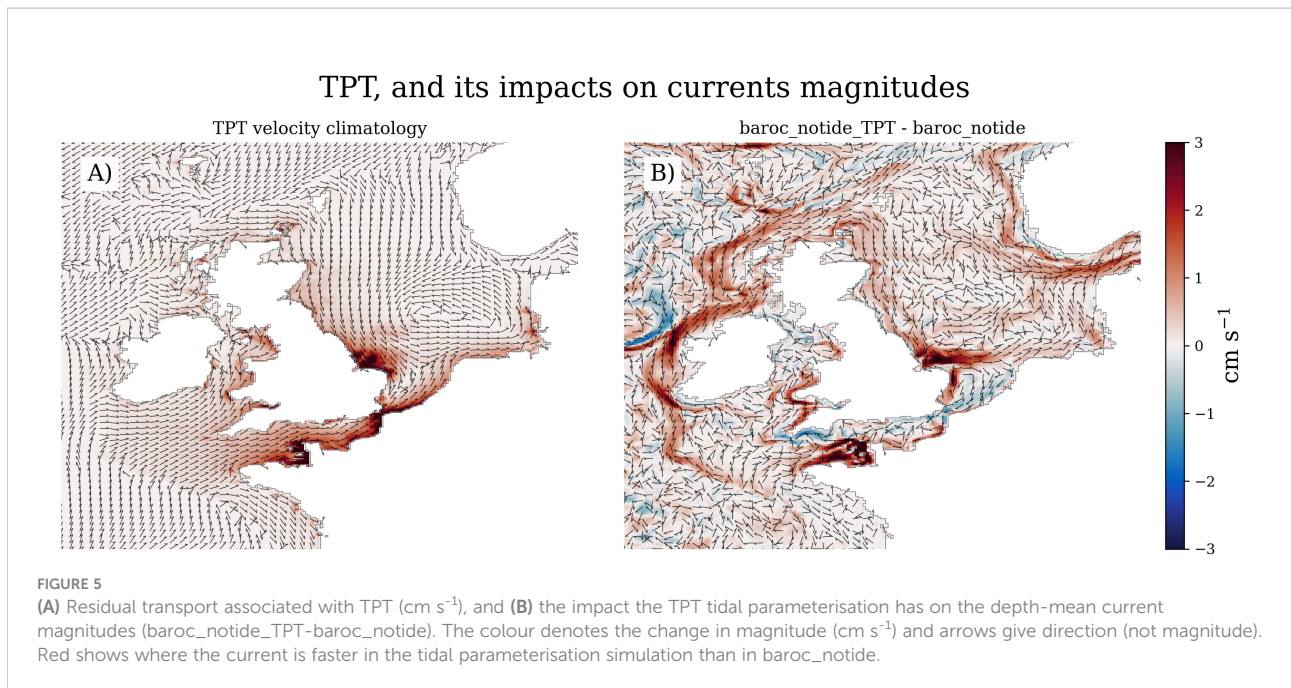 TPT, and its impacts on currents magnitudes
TPT velocity climatology
baroc_notide_TPT - baroc_notide
A)
B)
3
2
1
0
−1
−2
−3
cm s⁻¹
FIGURE 5
(A) Residual transport associated with TPT (cm s⁻¹), and (B) the impact the TPT tidal parameterisation has on the depth-mean current
magnitudes (baroc_notide_TPT-baroc_notide). The colour denotes the change in magnitude (cm s⁻¹) and arrows give direction (not magnitude).
Red shows where the current is faster in the tidal parameterisation simulation than in baroc_notide.